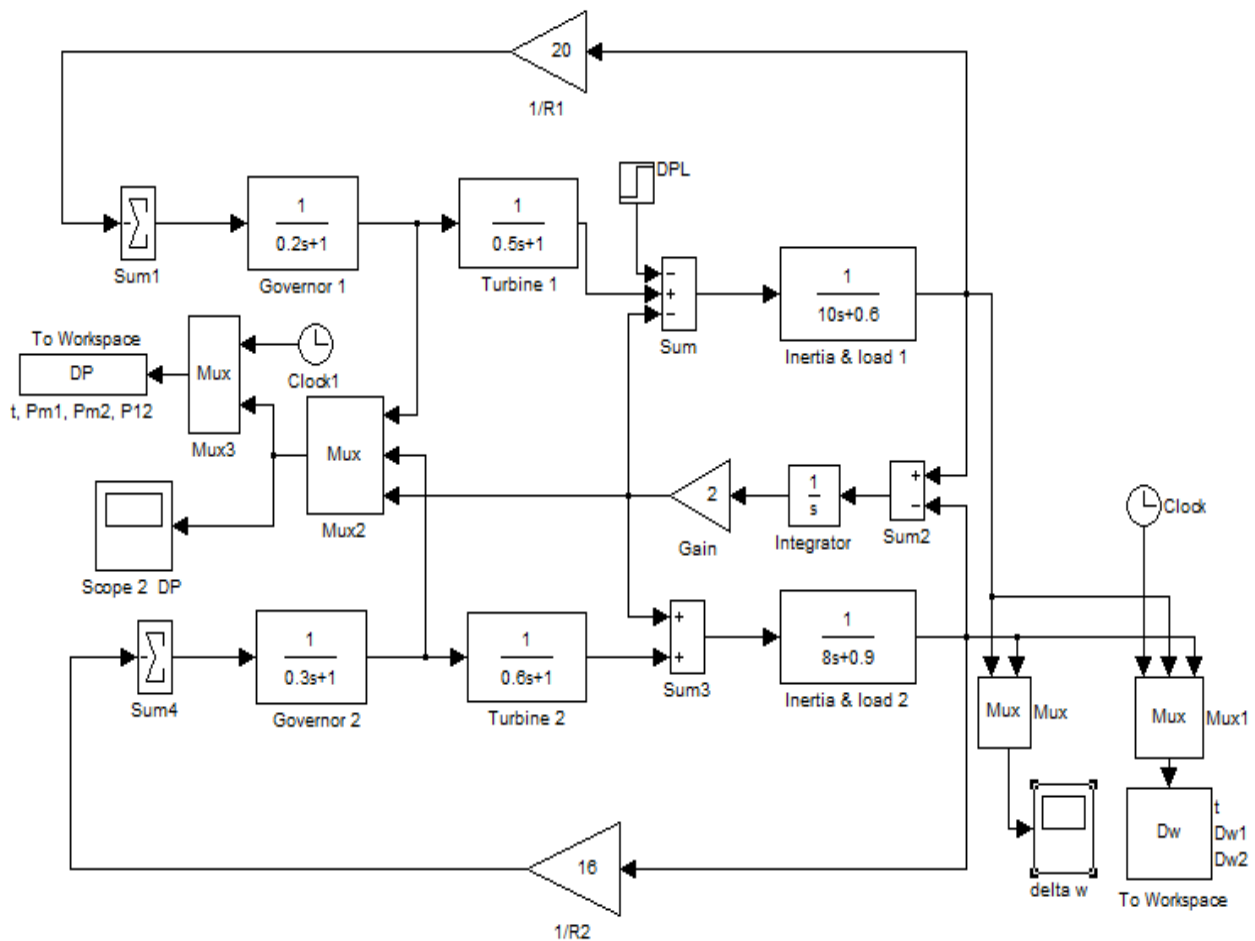 20
1/R1
DPL
1
0.2s+1
Governor 1
1
0.5s+1
Turbine 1
-
Sum1
-
+
-
Sum
1
10s+0.6
Inertia & load 1
To Workspace
DP
t, Pm1, Pm2, P12
Mux
Mux3
Clock1
Mux
Mux2
Scope 2 DP
2
Gain
1
s
Integrator
+
-
Sum2
Clock
-
Sum4
1
0.3s+1
Governor 2
1
0.6s+1
Turbine 2
+
+
Sum3
1
8s+0.9
Inertia & load 2
Mux
Mux
Mux
Mux1
delta w
Dw
t
Dw1
Dw2
To Workspace
16
1/R2